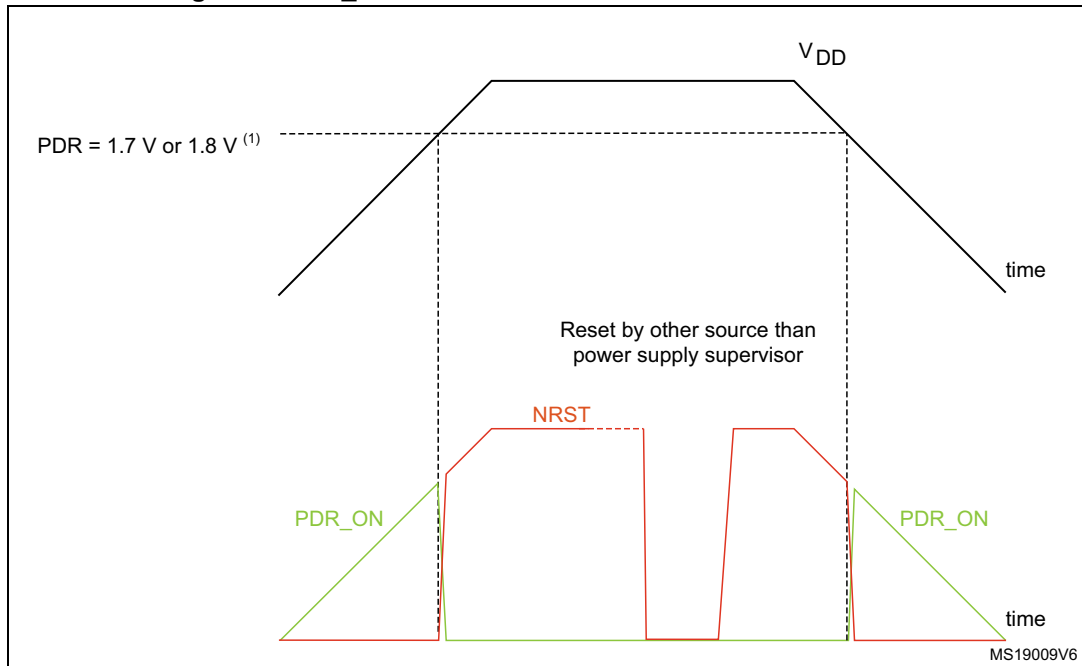 V DD
PDR = 1.7 V or 1.8 V (1)
time
Reset by other source than
power supply supervisor
NRST
PDR_ON
PDR_ON
time
MS19009V6